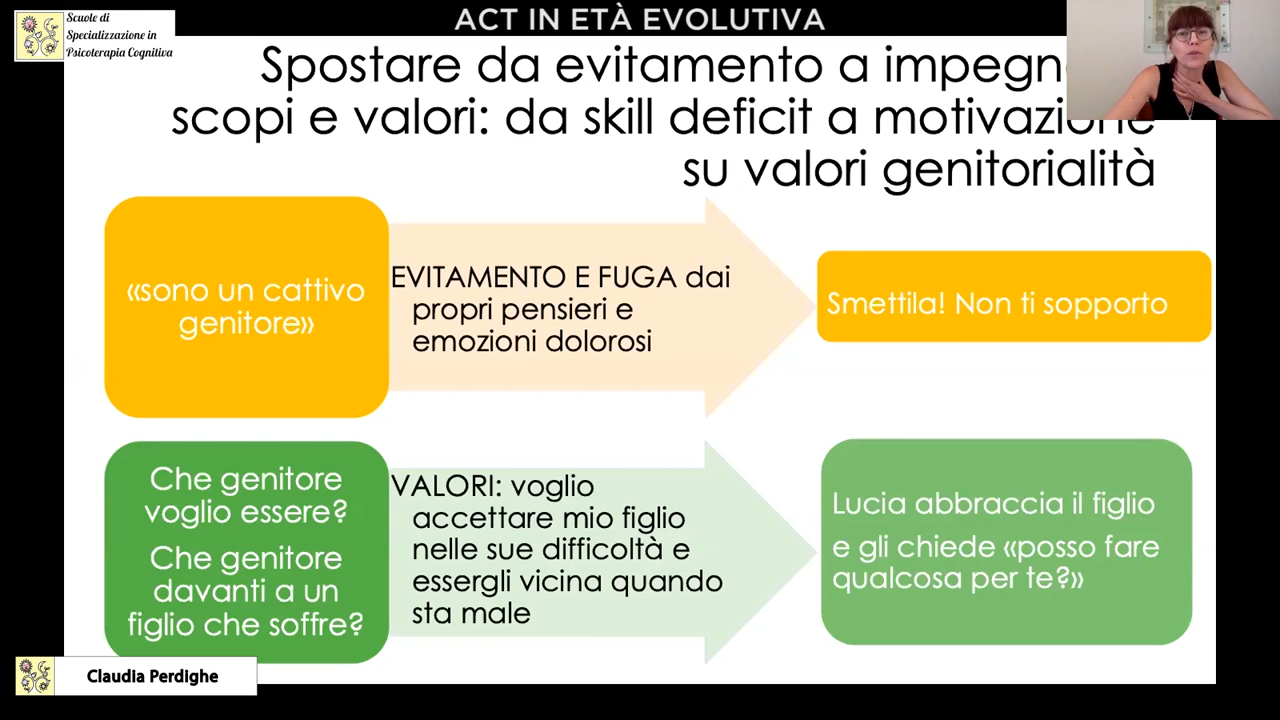 Scuole di
Specializzazione in
Psicoterapia Cognitiva
ACT IN ETÀ EVOLUTIVA
Spostare da evitamento a
scopi e valori: da skill deficit a motivazione
su valori genitorialità
«sono un cattivo
genitore»
EVITAMENTO E FUGA dai
propri pensieri e
emozioni dolorosi
Smettila! Non ti sopporto
Che genitore
voglio essere?
Che genitore
davanti a un
figlio che soffre?
VALORI: voglio
accettare mio figlio
nelle sue difficoltà e
essergli vicina quando
sta male
Lucia abbraccia il figlio
e gli chiede «posso fare
qualcosa per te?»
Claudia Perdighe